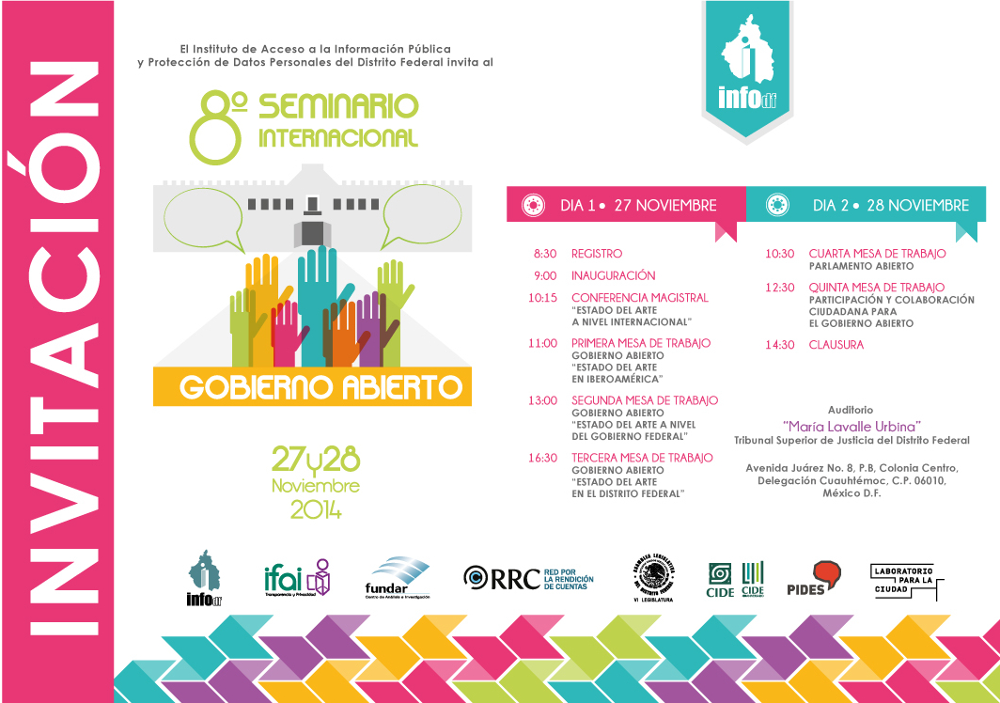 INVITACIÓN
El Instituto de Acceso a la Información Pública
y Protección de Datos Personales del Distrito Federal invita al
8º SEMINARIO
INTERNACIONAL
GOBIERNO ABIERTO
27 y 28
Noviembre
2014
infodf
DIA 1 • 27 NOVIEMBRE
8:30 REGISTRO
9:00 INAUGURACIÓN
10:15 CONFERENCIA MAGISTRAL
“ESTADO DEL ARTE
A NIVEL INTERNACIONAL”
11:00 PRIMERA MESA DE TRABAJO
GOBIERNO ABIERTO
“ESTADO DEL ARTE
EN IBEROAMÉRICA”
13:00 SEGUNDA MESA DE TRABAJO
GOBIERNO ABIERTO
“ESTADO DEL ARTE A NIVEL
DEL GOBIERNO FEDERAL”
16:30 TERCERA MESA DE TRABAJO
GOBIERNO ABIERTO
“ESTADO DEL ARTE
EN EL DISTRITO FEDERAL”
DIA 2 • 28 NOVIEMBRE
10:30 CUARTA MESA DE TRABAJO
PARLAMENTO ABIERTO
12:30 QUINTA MESA DE TRABAJO
PARTICIPACIÓN Y COLABORACIÓN
CIUDADANA PARA
EL GOBIERNO ABIERTO
14:30 CLAUSURA
Auditorio
“María Lavalle Urbina”
Tribunal Superior de Justicia del Distrito Federal
Avenida Juárez No. 8, P.B, Colonia Centro,
Delegación Cuauhtémoc, C.P. 06010,
México D.F.
infodf
ifai
Transparencia y Privacidad
fundar
Centro de Análisis e Investigación
RRC
RED POR
LA RENDICIÓN
DE CUENTAS
ASAMBLEA LEGISLATIVA
DEL DISTRITO FEDERAL
VI LEGISLATURA
CIDE
CIDE
PIDES
LABORATORIO
PARA LA
CIUDAD